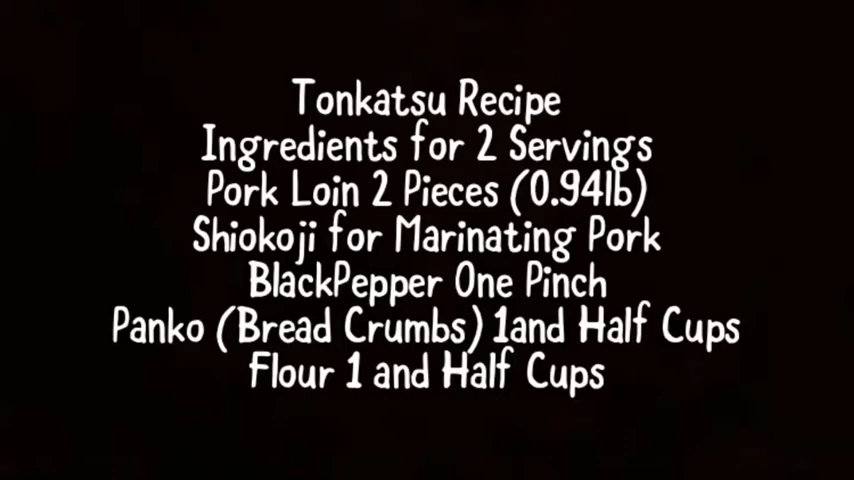 Tonkatsu Recipe
Ingredients for 2 Servings
Pork Loin 2 Pieces (0.94lb)
Shiokoji for Marinating Pork
BlackPepper One Pinch
Panko (Bread Crumbs) 1and Half Cups
Flour 1 and Half Cups